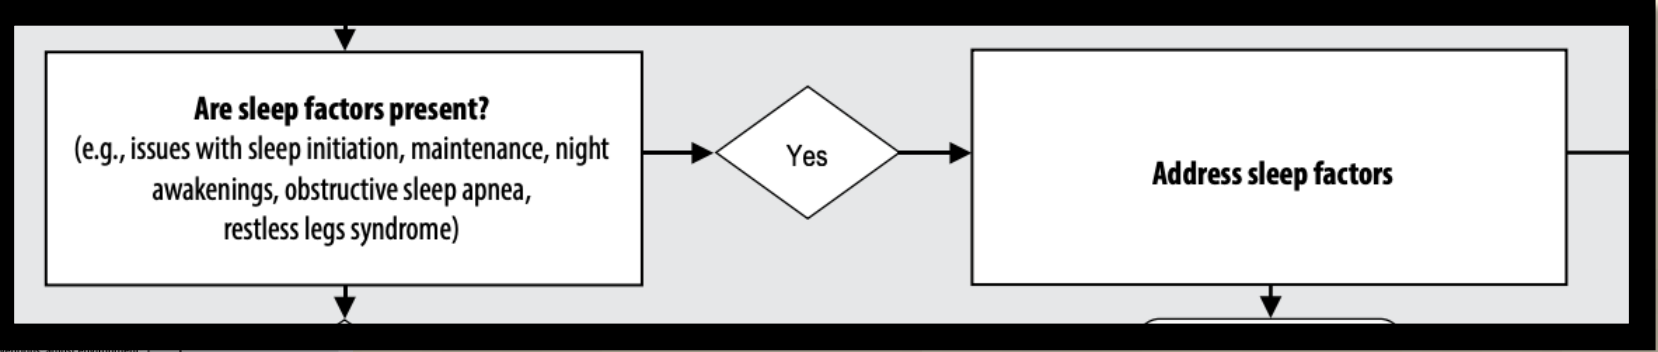 Are sleep factors present?
(e.g., issues with sleep initiation, maintenance, night
awakenings, obstructive sleep apnea,
restless legs syndrome)
Yes
Address sleep factors